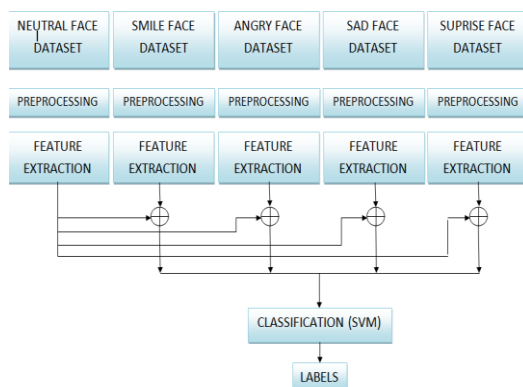 NEUTRAL FACE
DATASET
SMILE FACE
DATASET
ANGRY FACE
DATASET
SAD FACE
DATASET
SUPRISE FACE
DATASET
PREPROCESSING
PREPROCESSING
PREPROCESSING
PREPROCESSING
PREPROCESSING
FEATURE
EXTRACTION
FEATURE
EXTRACTION
FEATURE
EXTRACTION
FEATURE
EXTRACTION
FEATURE
EXTRACTION
CLASSIFICATION (SVM)
LABELS